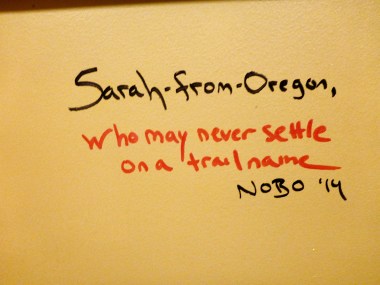 Sarah-from-Oregon,
who may never settle
on a trail name
NOBO '14